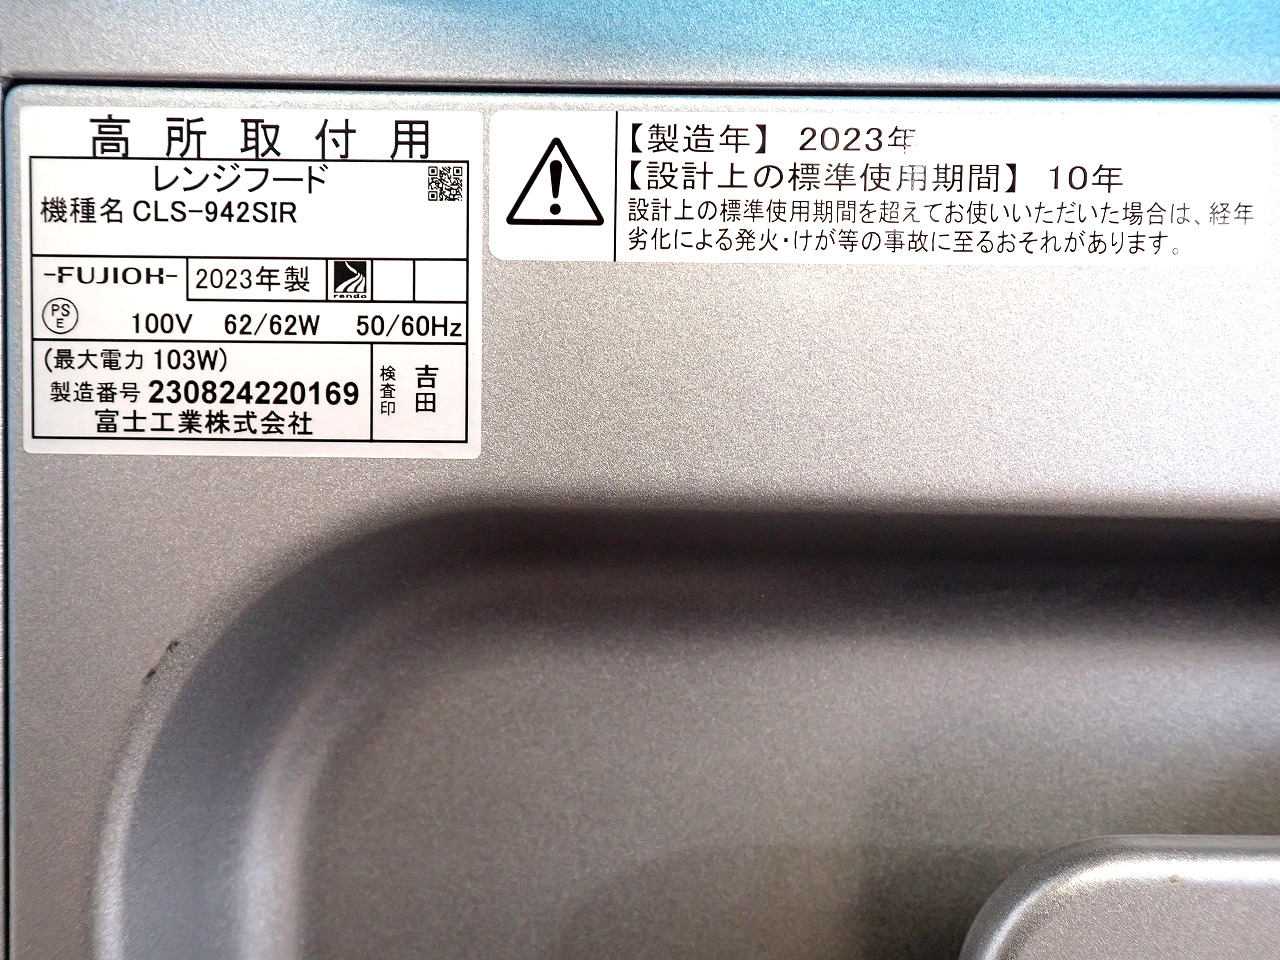 高所取付用
レンジフード
機種名 CLS-942SIR
-FUJIOH- 2023年製
rendo
PS
E
100V 62/62W 50/60Hz
(最大電力 103W)
製造番号 230824220169
富士工業株式会社
検査印 吉田
【製造年】 2023年
【設計上の標準使用期間】 10年
設計上の標準使用期間を超えてお使いいただいた場合は、経年
劣化による発火・けが等の事故に至るおそれがあります。